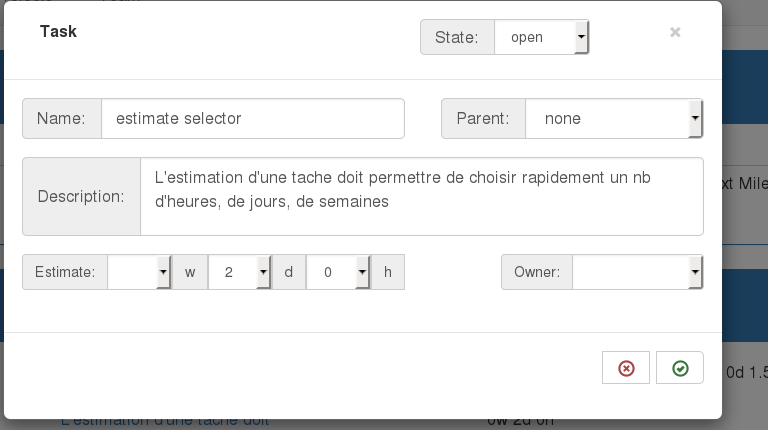 Task
State: open
Name: estimate selector
Parent: none
Description: L'estimation d'une tache doit permettre de choisir rapidement un nb
d'heures, de jours, de semaines
Estimate: w 2 d 0 h
Owner:
xt Mile
0d 1.5
L'estimation d'une tache doit
0w 2d 0h